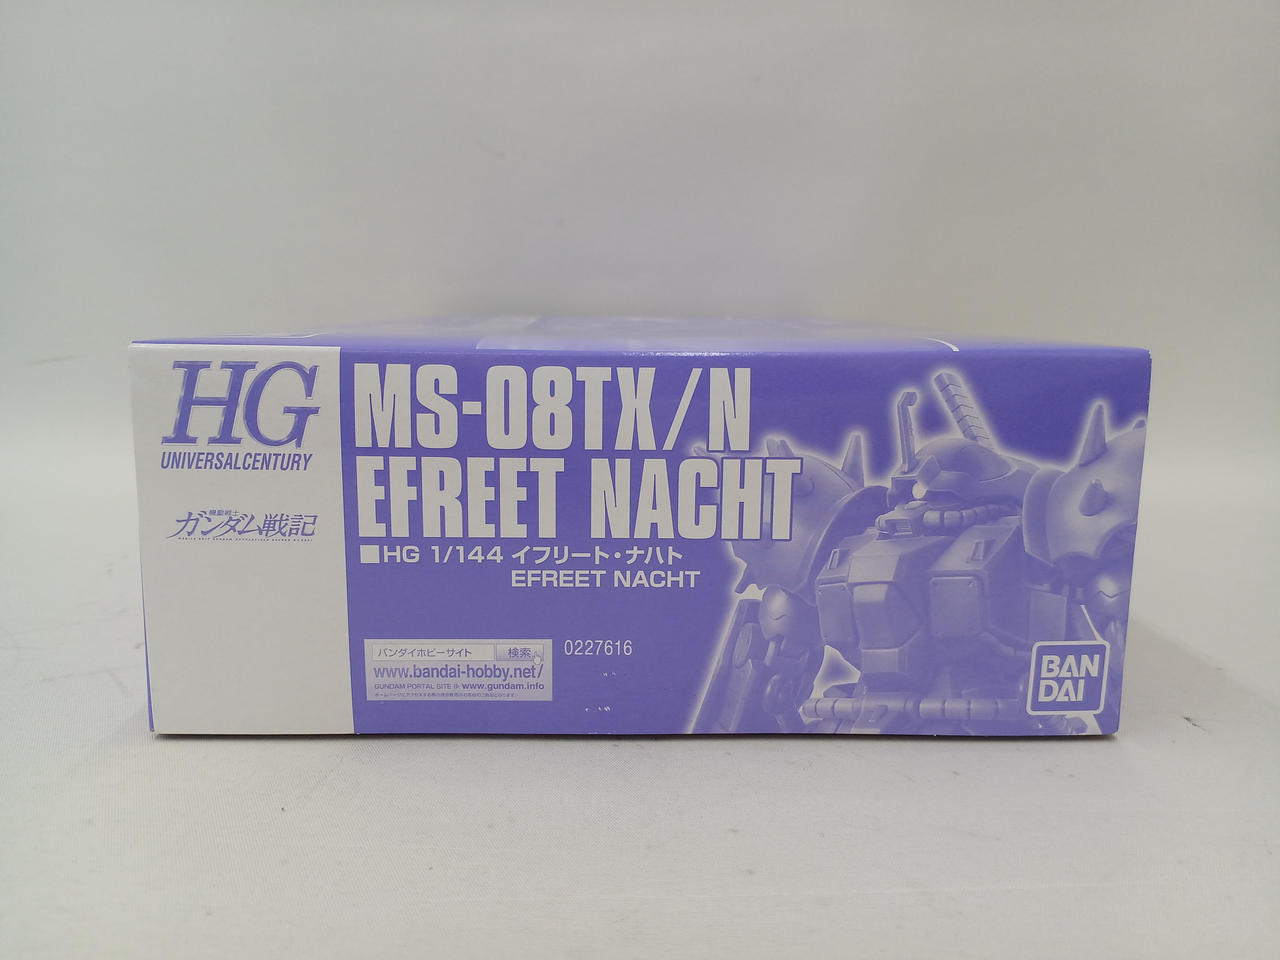 HG
UNIVERSAL CENTURY
機動戦士
ガンダム戦記
MS-08TX/N
EFREET NACHT
■HG 1/144 イフリート・ナハト
EFREET NACHT
バンダイホビーサイト 検索
www.bandai-hobby.net/
GUNDAM PORTAL SITE www.gundam.info
0227616
BAN
DAI